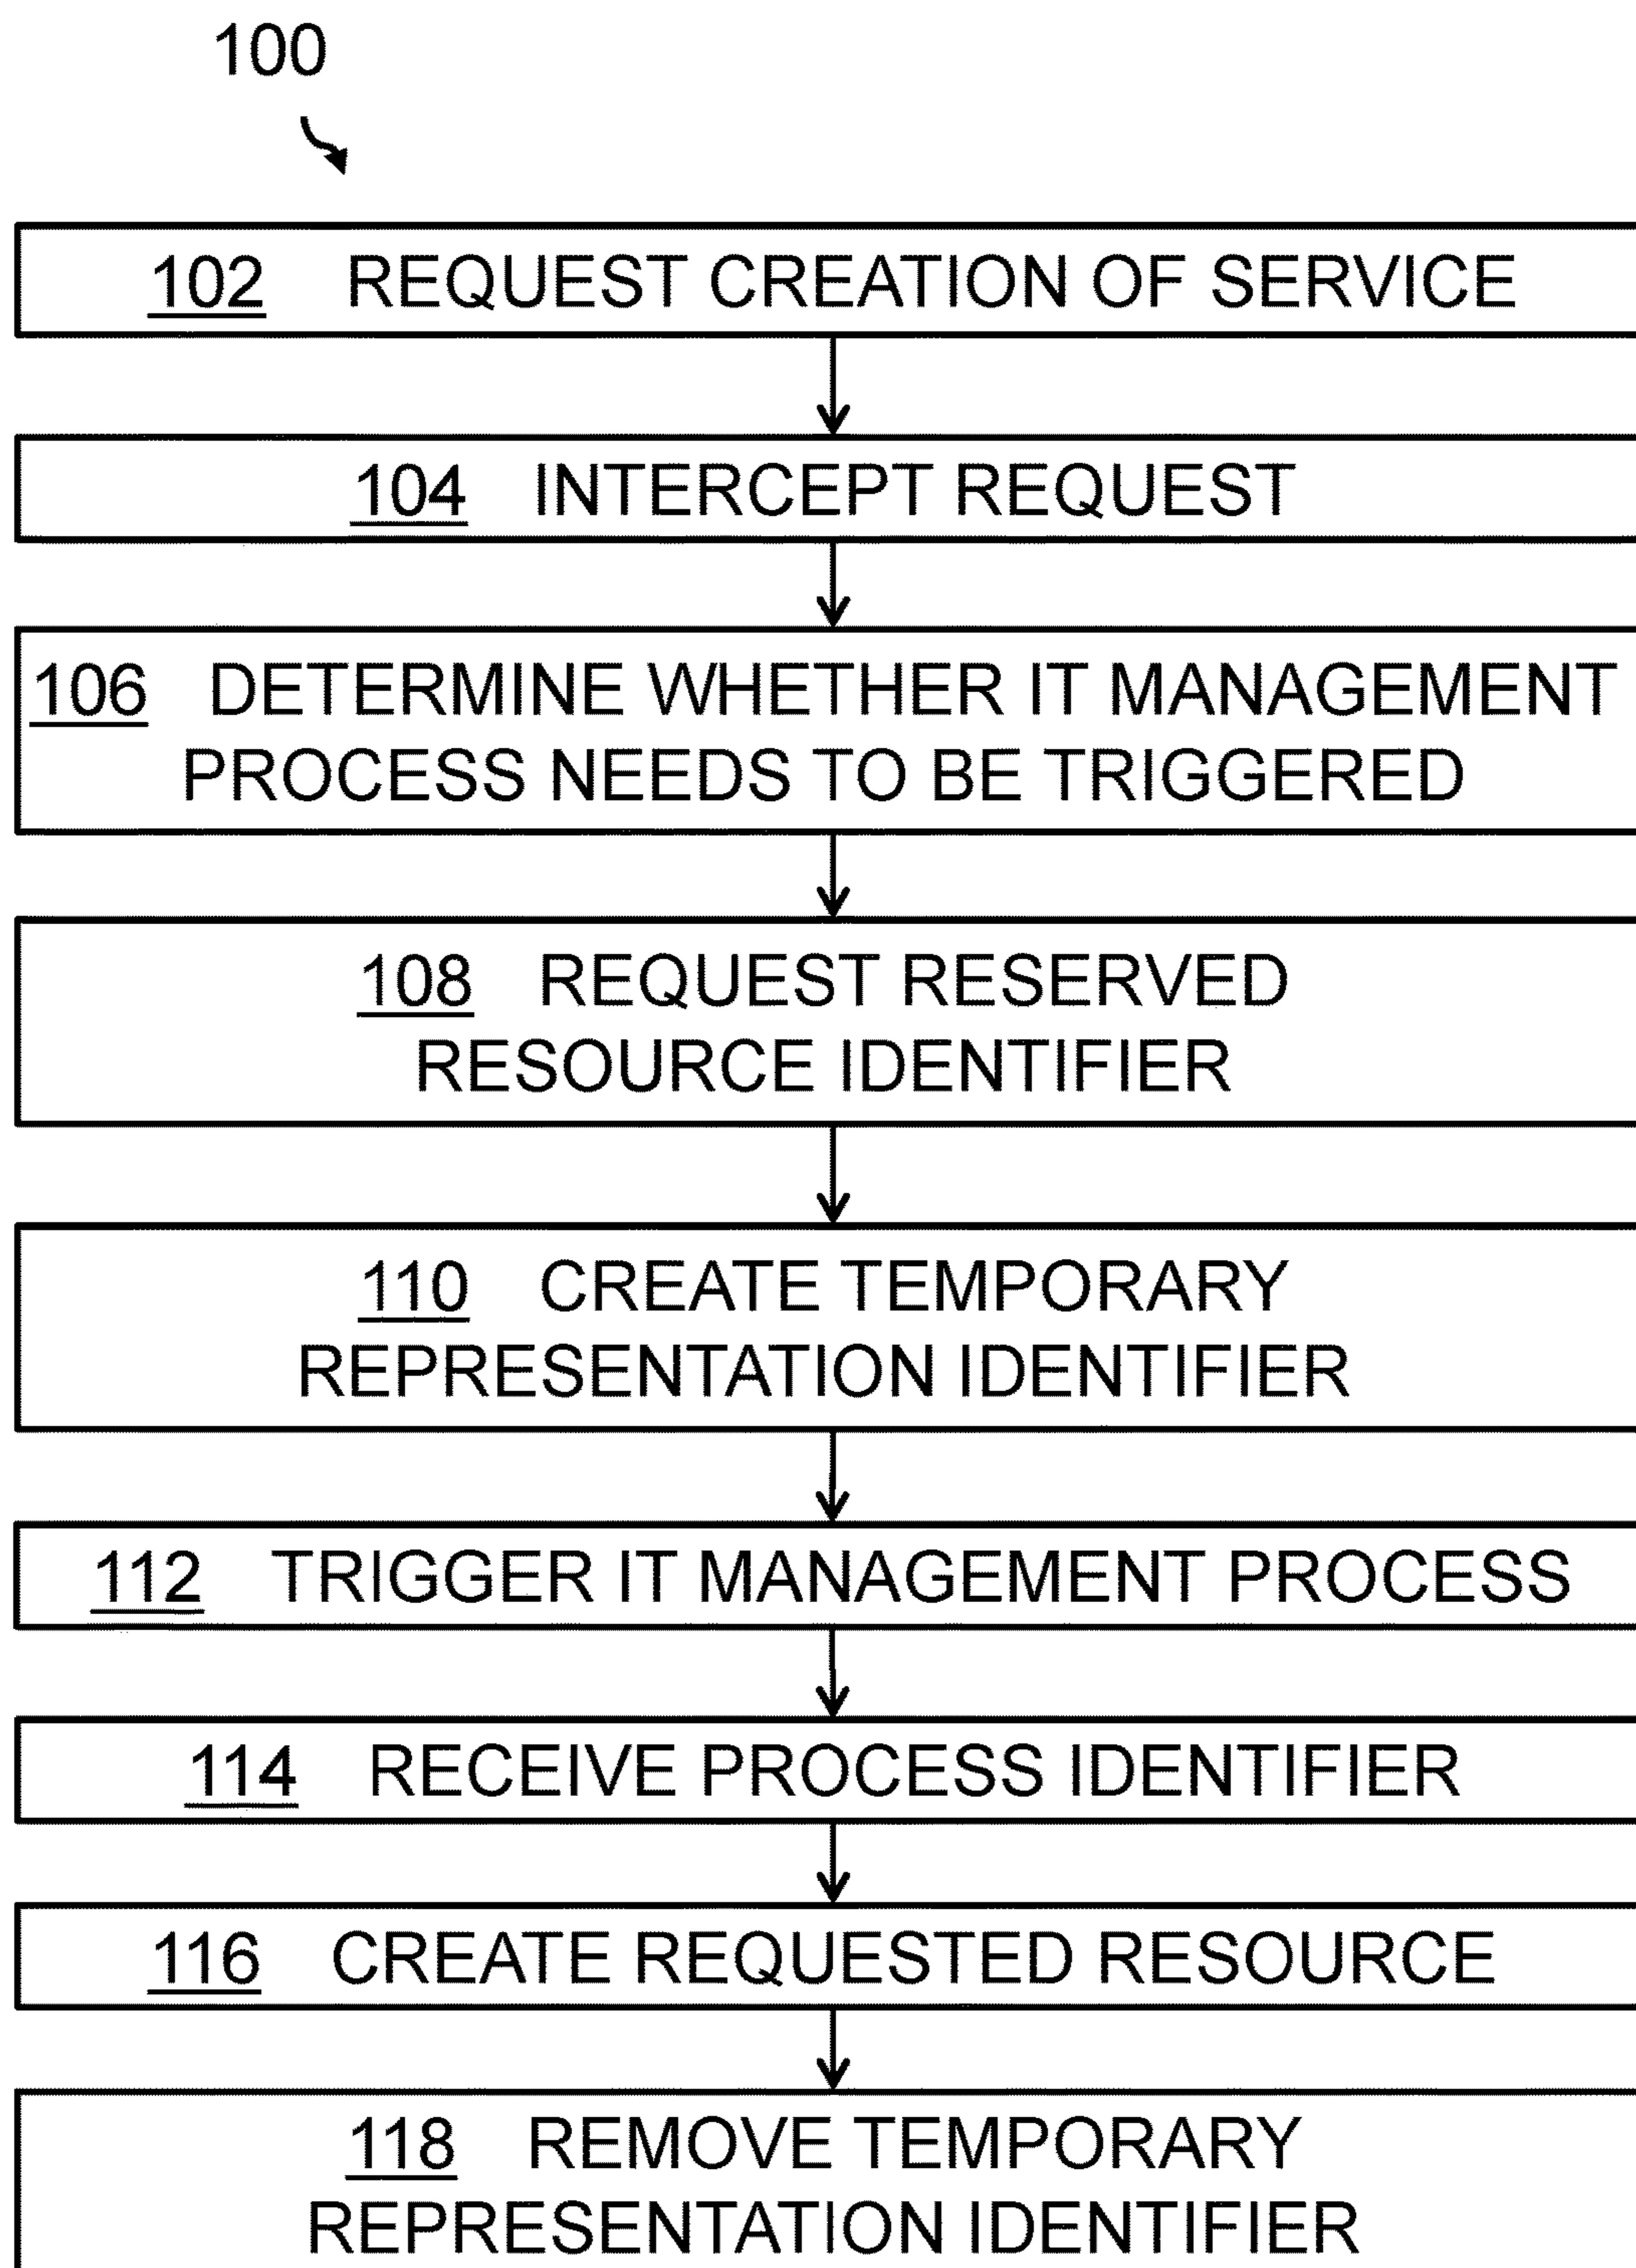 100
102 REQUEST CREATION OF SERVICE
104 INTERCEPT REQUEST
106 DETERMINE WHETHER IT MANAGEMENT
PROCESS NEEDS TO BE TRIGGERED
108 REQUEST RESERVED
RESOURCE IDENTIFIER
110 CREATE TEMPORARY
REPRESENTATION IDENTIFIER
112 TRIGGER IT MANAGEMENT PROCESS
114 RECEIVE PROCESS IDENTIFIER
116 CREATE REQUESTED RESOURCE
118 REMOVE TEMPORARY
REPRESENTATION IDENTIFIER